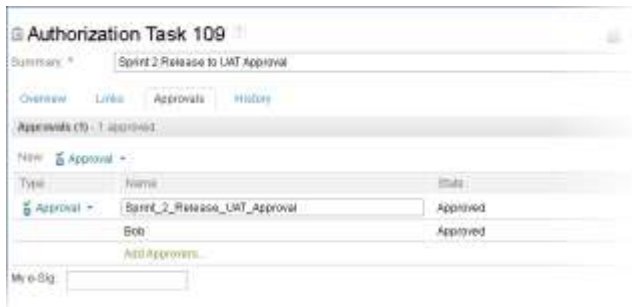 Authorization Task 109
Summary: * Sprint 2 Release to UAT Approval
Overview Links Approvals History
Approvals (1) - 1 approved
New: Approval
Type Name State
Approval Sprint_2_Release_UAT_Approval Approved
Bob Approved
Add Approvers...
My e-Sig: